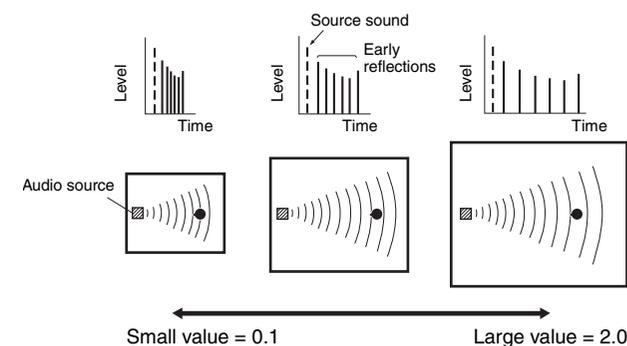 Source sound
Early
reflections
Level
Level
Level
Time
Time
Time
Audio source
Small value = 0.1
Large value = 2.0